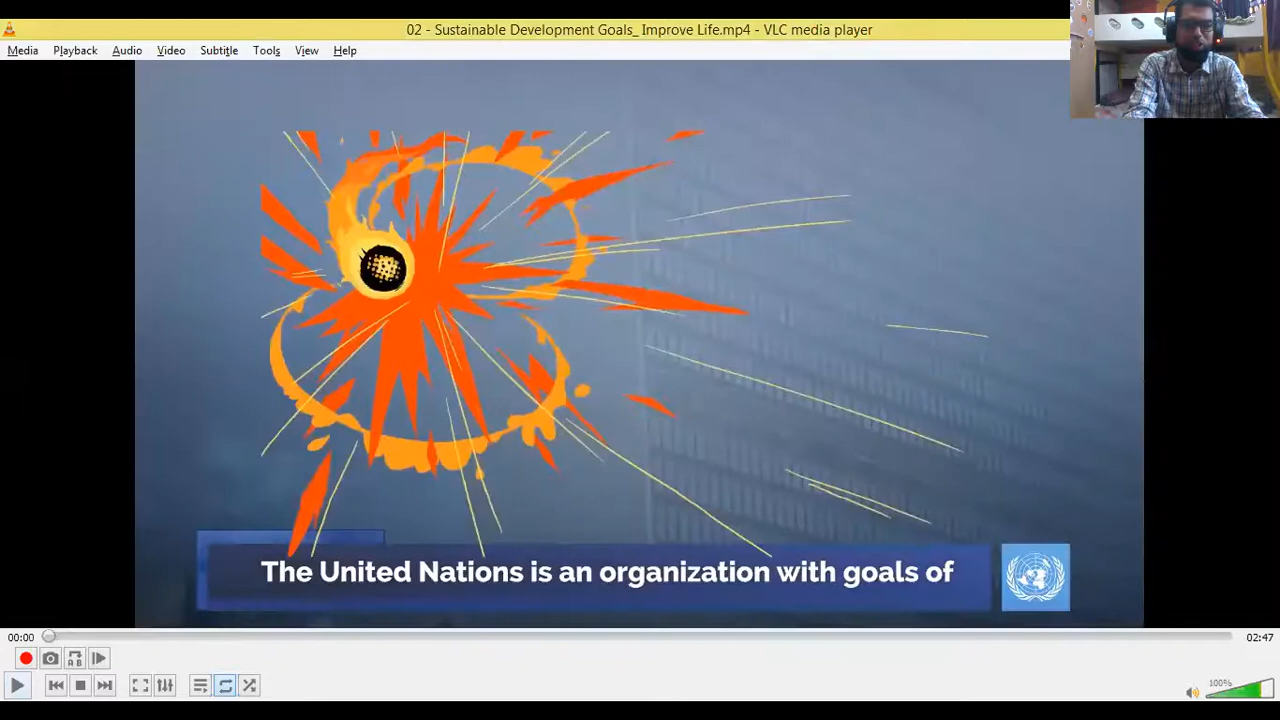 02 - Sustainable Development Goals_ Improve Life.mp4 - VLC media player
Media Playback Audio Video Subtitle Tools View Help
The United Nations is an organization with goals of
00:00
02:47
A B
100%